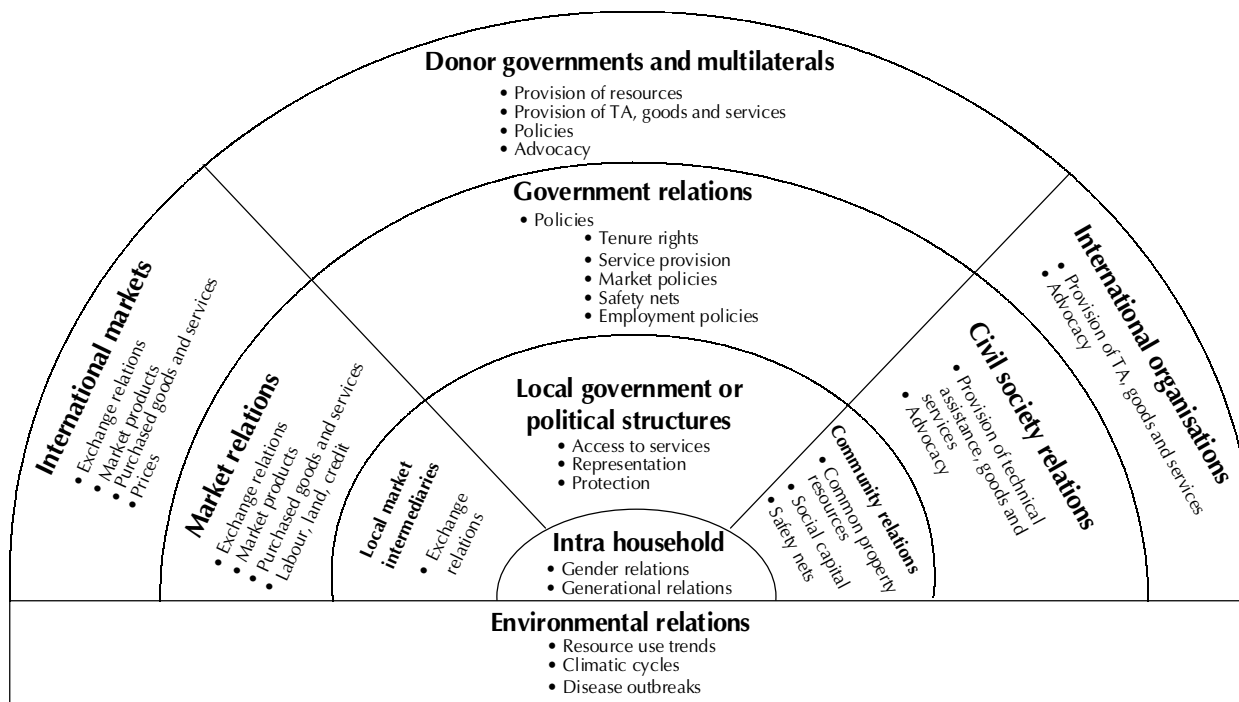 Donor governments and multilaterals
• Provision of resources
• Provision of TA, goods and services
• Policies
• Advocacy
Government relations
• Policies
• Tenure rights
• Service provision
• Market policies
• Safety nets
• Employment policies
International markets
• Exchange relations
• Market products
• Purchased goods and services
• Prices
Market relations
• Exchange relations
• Market products
• Purchased goods and services
• Labour, land, credit
Local market
intermediaries
• Exchange
relations
Local government or
political structures
• Access to services
• Representation
• Protection
Community relations
• Common property
resources
• Social capital
• Safety nets
Civil society relations
• Provision of technical
assistance, goods and
services
• Advocacy
International organisations
• Provision of TA, goods and services
• Advocacy
Intra household
• Gender relations
• Generational relations
Environmental relations
• Resource use trends
• Climatic cycles
• Disease outbreaks